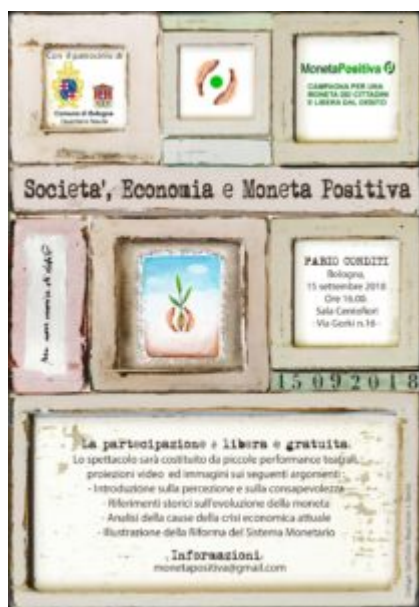 Con il patrocinio di
Comune di Bologna
Quartiere Navile
MonetaPositiva
CAMPAGNA PER UNA
MONETA DEI CITTADINI
E LIBERA DAL DEBITO
Societa', Economia e Moneta Positiva
FABIO CONDITI
Bologna,
15 settembre 2018
Ore 16.00
Sala Centofiori
Via Gorki n.16
15092018
La partecipazione è libera e gratuita
Lo spettacolo sarà costituito da piccole performance teatrali,
proiezioni video ed immagini sui seguenti argomenti:
- Introduzione sulla percezione e sulla consapevolezza
- Riferimenti storici sull'evoluzione della moneta
- Analisi della cause della crisi economica attuale
- Illustrazione della Riforma del Sistema Monetario
Informazioni
monetapositiva@gmail.com